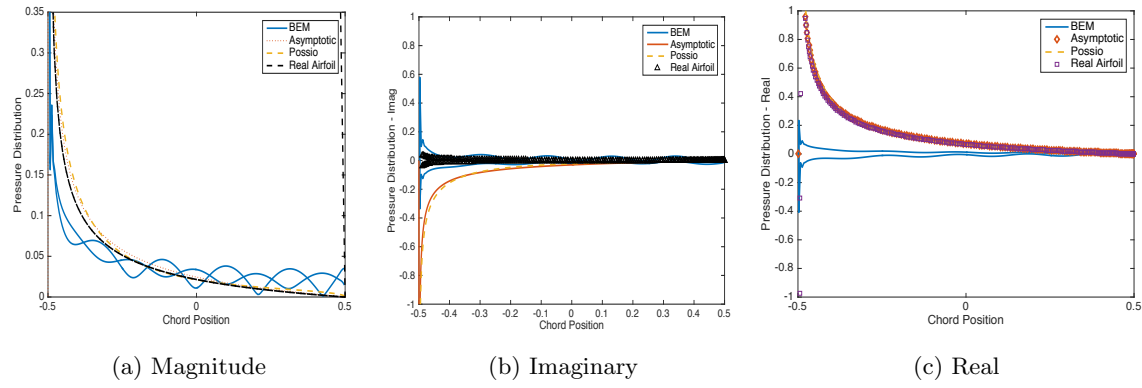 0.35
0.3
0.25
0.2
0.15
0.1
0.05
0
-0.5
0
0.5
Pressure Distribution
Chord Position
BEM
Asymptotic
Possio
Real Airfoil
(a) Magnitude
1
0.8
0.6
0.4
0.2
0
-0.2
-0.4
-0.6
-0.8
-1
-0.5 -0.4 -0.3 -0.2 -0.1 0 0.1 0.2 0.3 0.4 0.5
Pressure Distribution - Imag
Chord Position
BEM
Asymptotic
Possio
Real Airfoil
(b) Imaginary
1
0.8
0.6
0.4
0.2
0
-0.2
-0.4
-0.6
-0.8
-1
-0.5
0
0.5
Pressure Distribution - Real
Chord Position
BEM
Asymptotic
Possio
Real Airfoil
(c) Real